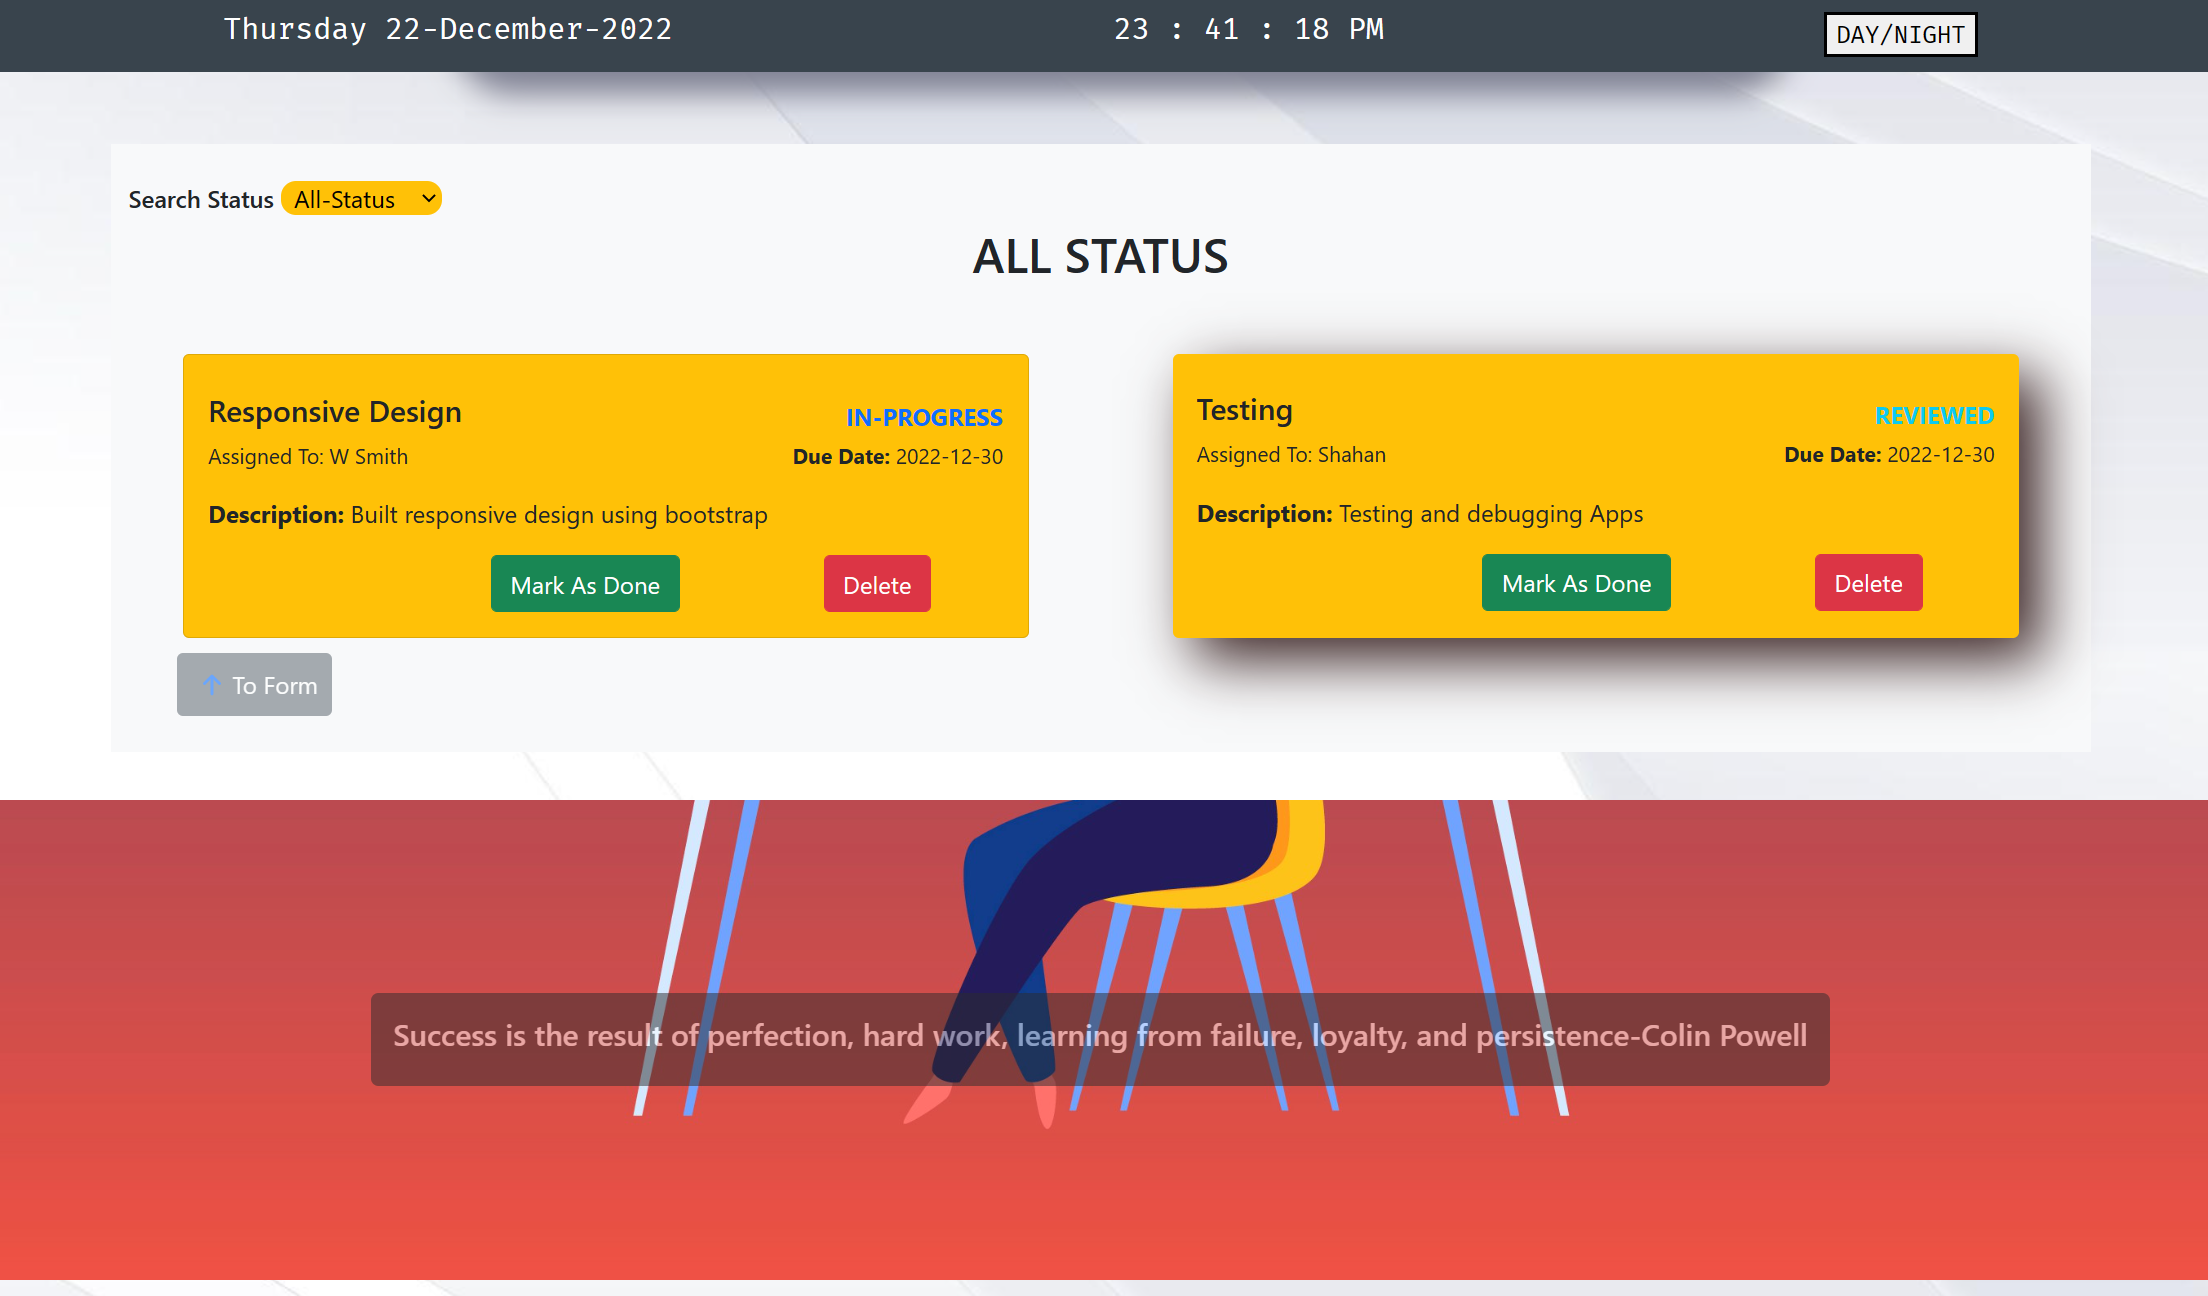 Thursday 22-December-2022
23 : 41 : 18 PM
DAY/NIGHT
Search Status All-Status
ALL STATUS
Responsive Design
IN-PROGRESS
Assigned To: W Smith
Due Date: 2022-12-30
Description: Built responsive design using bootstrap
Mark As Done
Delete
Testing
REVIEWED
Assigned To: Shahan
Due Date: 2022-12-30
Description: Testing and debugging Apps
Mark As Done
Delete
To Form
Success is the result of perfection, hard work, learning from failure, loyalty, and persistence-Colin Powell